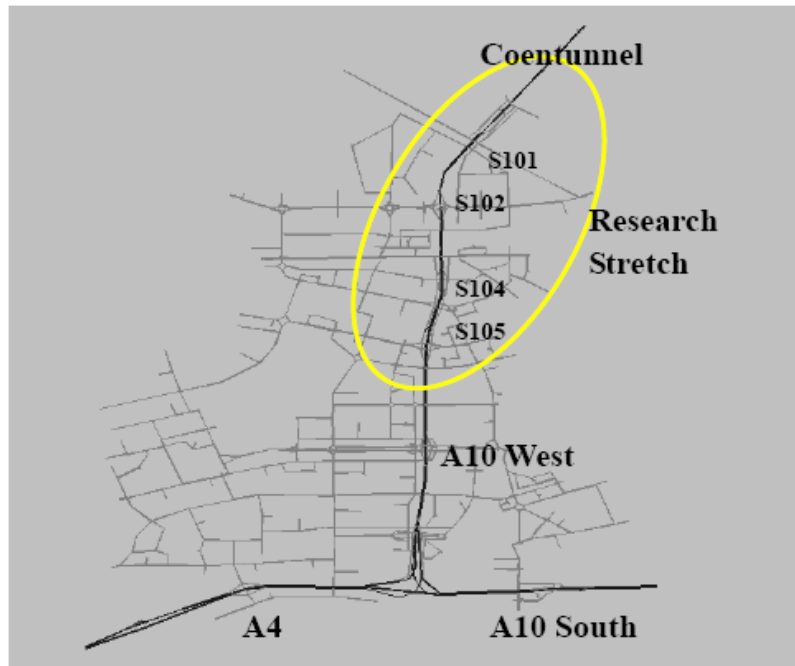 Coentunnel
S101
S102
Research
Stretch
S104
S105
A10 West
A4
A10 South